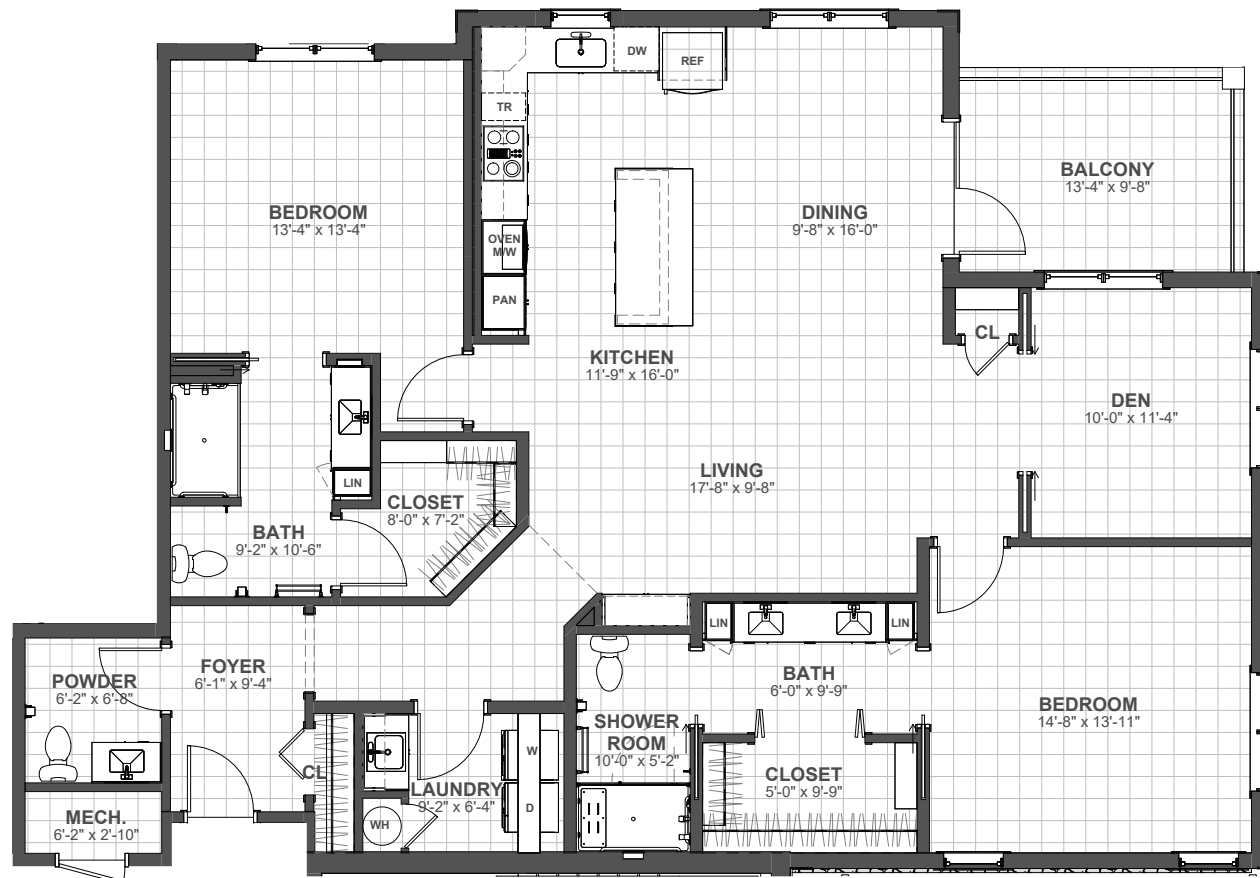 DW
REF
TR
BALCONY
13'-4" x 9'-8"
BEDROOM
13'-4" x 13'-4"
DINING
9'-8" x 16'-0"
OVEN
M/W
PAN
CL
KITCHEN
11'-9" x 16'-0"
DEN
10'-0" x 11'-4"
LIVING
17'-8" x 9'-8"
LIN
CLOSET
8'-0" x 7'-2"
BATH
9'-2" x 10'-6"
LIN
LIN
FOYER
6'-1" x 9'-4"
POWDER
6'-2" x 6'-8"
BATH
6'-0" x 9'-9"
BEDROOM
14'-8" x 13'-11"
SHOWER
ROOM
10'-0" x 5'-2"
W
CL
CLOSET
5'-0" x 9'-9"
LAUNDRY
9'-2" x 6'-4"
D
WH
MECH.
6'-2" x 2'-10"